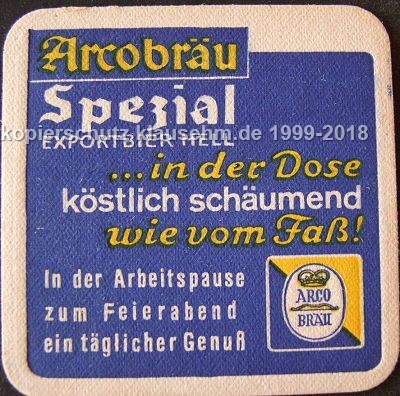 Arcobräu
Spezial
kopierschutz.klausehm.de 1999-2018
EXPORTBIER HELL
...in der Dose
köstlich schäumend
wie vom Faß!
In der Arbeitspause
zum Feierabend
ein täglicher Genuß
ARCO
BRÄU